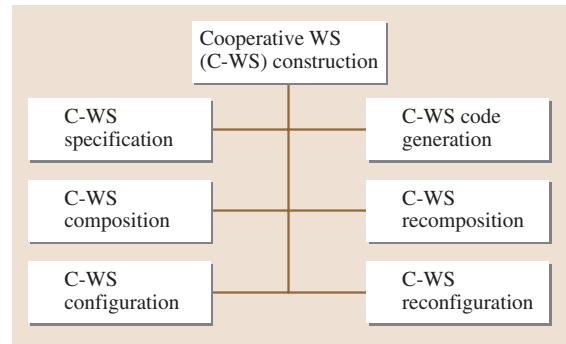 Cooperative WS
(C-WS) construction
C-WS
specification
C-WS code
generation
C-WS
composition
C-WS
recomposition
C-WS
configuration
C-WS
reconfiguration